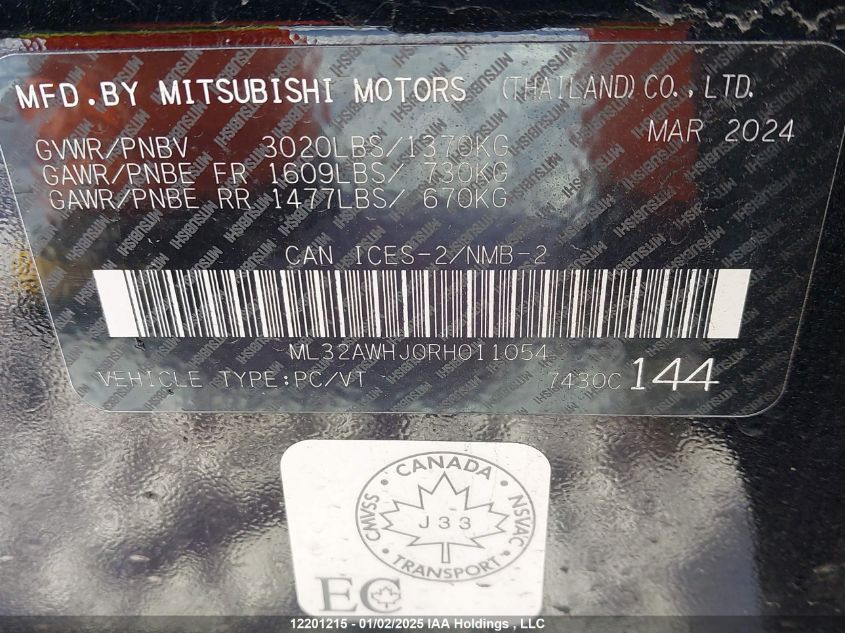 MFD.BY MITSUBISHI MOTORS (THAILAND) CO.,LTD.
MAR 2024
GVWR/PNBV 3020LBS/1370KG
GAWR/PNBE FR 1609LBS/ 730KG
GAWR/PNBE RR 1477LBS/ 670KG
CAN ICES-2/NMB-2
ML32AWHJ0RH011054
VEHICLE TYPE:PC/VT 7430C 144
CANADA
CMVSS NSVAC
J33
TRANSPORT
EC
12201215 - 01/02/2025 IAA Holdings , LLC